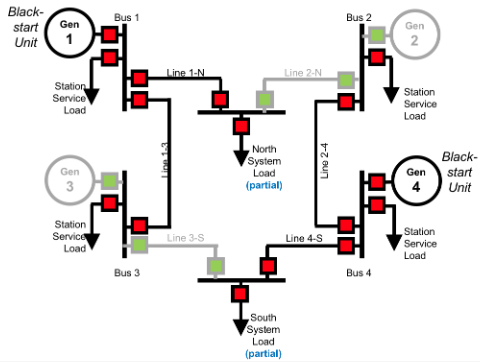 Black-
start
Unit
Gen
1
Bus 1
Bus 2
Gen
2
Station
Service
Load
Line 1-N
Line 2-N
Station
Service
Load
North
System
Load
(partial)
Line 1-3
Line 2-4
Gen
3
Gen
4
Black-
start
Unit
Station
Service
Load
Line 3-S
Line 4-S
Station
Service
Load
Bus 3
Bus 4
South
System
Load
(partial)